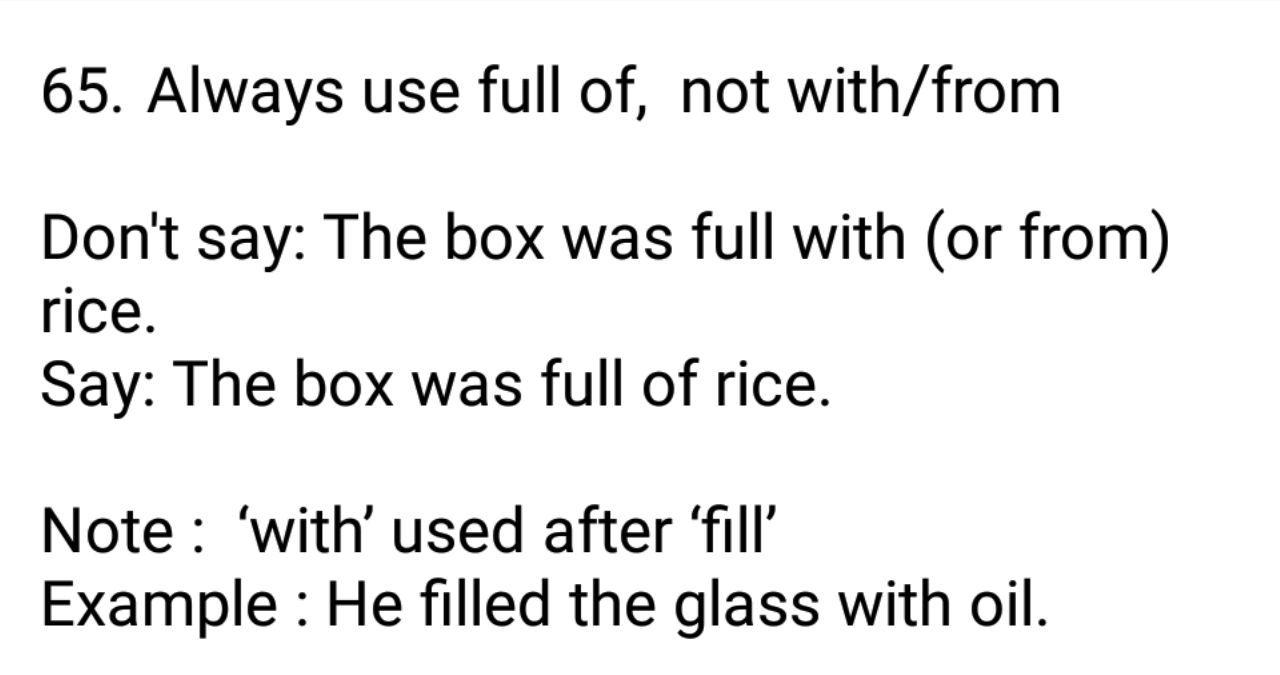 65. Always use full of,  not with/from
Don't say: The box was full with (or from)
rice.
Say: The box was full of rice.
Note :  ‘with’ used after ‘fill’
Example : He filled the glass with oil.